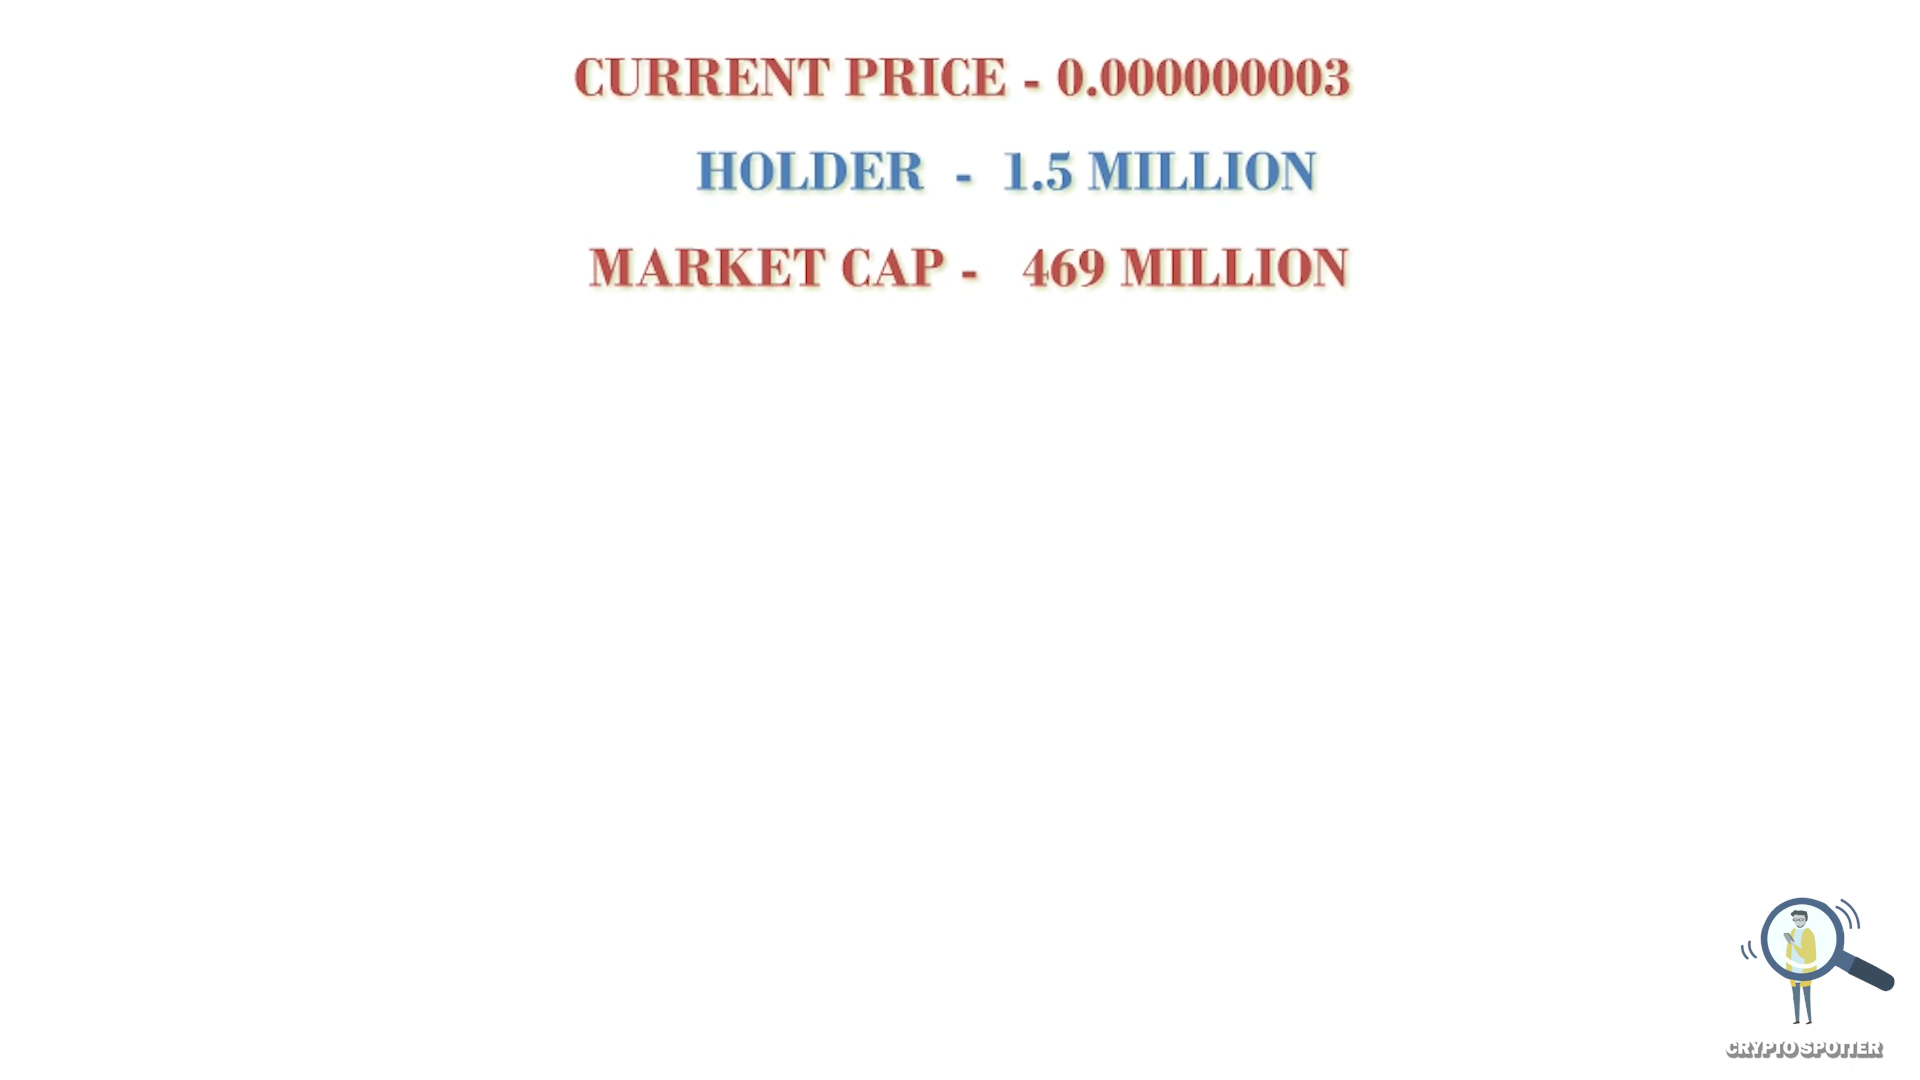 CURRENT PRICE - 0.000000003
HOLDER - 1.5 MILLION
MARKET CAP - 469 MILLION
CRYPTO SPOTTER